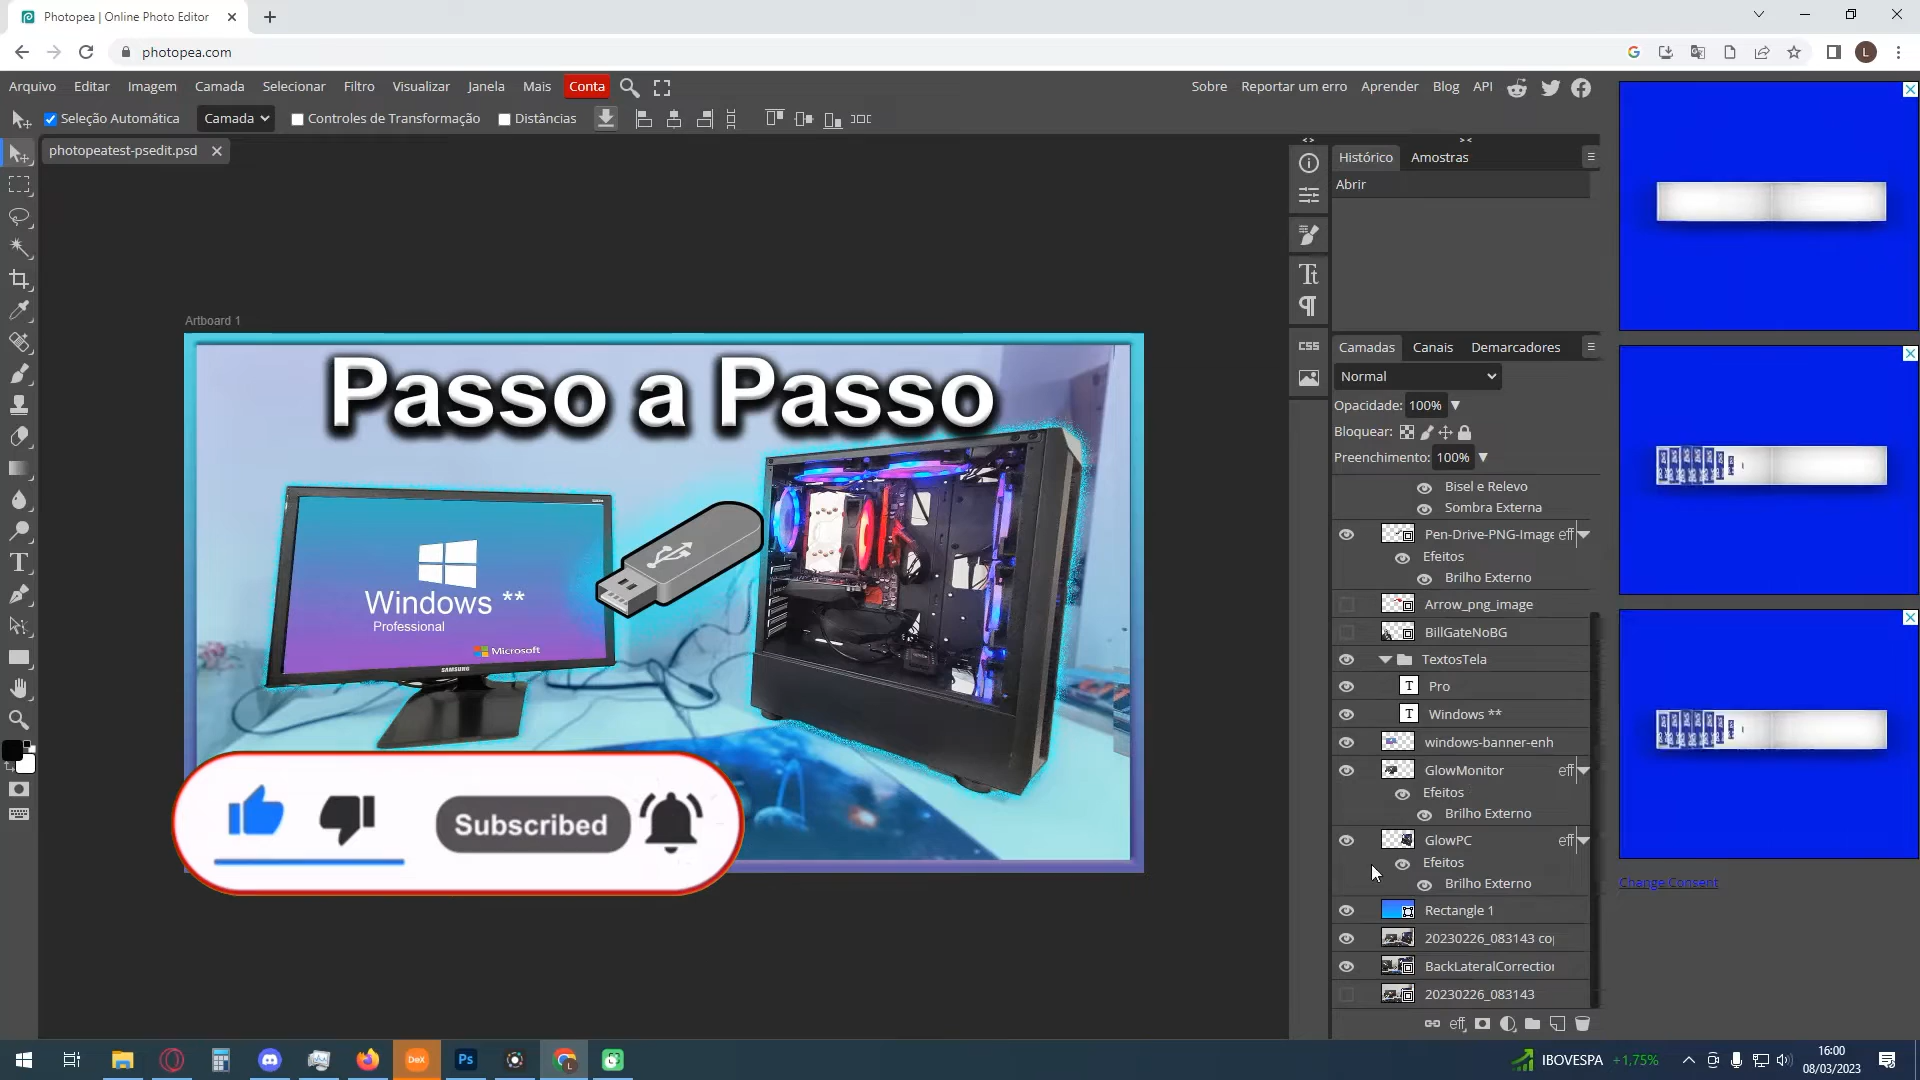 Photopea | Online Photo Editor
photopea.com
L
Arquivo Editar Imagem Camada Selecionar Filtro Visualizar Janela Mais Conta
Sobre Reportar um erro Aprender Blog API
Seleção Automática Camada Controles de Transformação Distâncias
photopeatest-psedit.psd
Histórico Amostras
Abrir
CSS
Artboard 1
Passo a Passo
Windows **
Professional
Microsoft
SAMSUNG
Subscribed
Camadas Canais Demarcadores
Normal
Opacidade: 100%
Bloquear:
Preenchimento: 100%
Bisel e Relevo
Sombra Externa
Pen-Drive-PNG-Image eff
Efeitos
Brilho Externo
Arrow_png_image
BillGateNoBG
TextosTela
T Pro
T Windows **
windows-banner-enh
GlowMonitor eff
Efeitos
Brilho Externo
GlowPC eff
Efeitos
Brilho Externo
Rectangle 1
20230226_083143 co
BackLateralCorrection
20230226_083143
eff
Change Consent
DeX
Ps
L
IBOVESPA +1,75%
16:00
08/03/2023